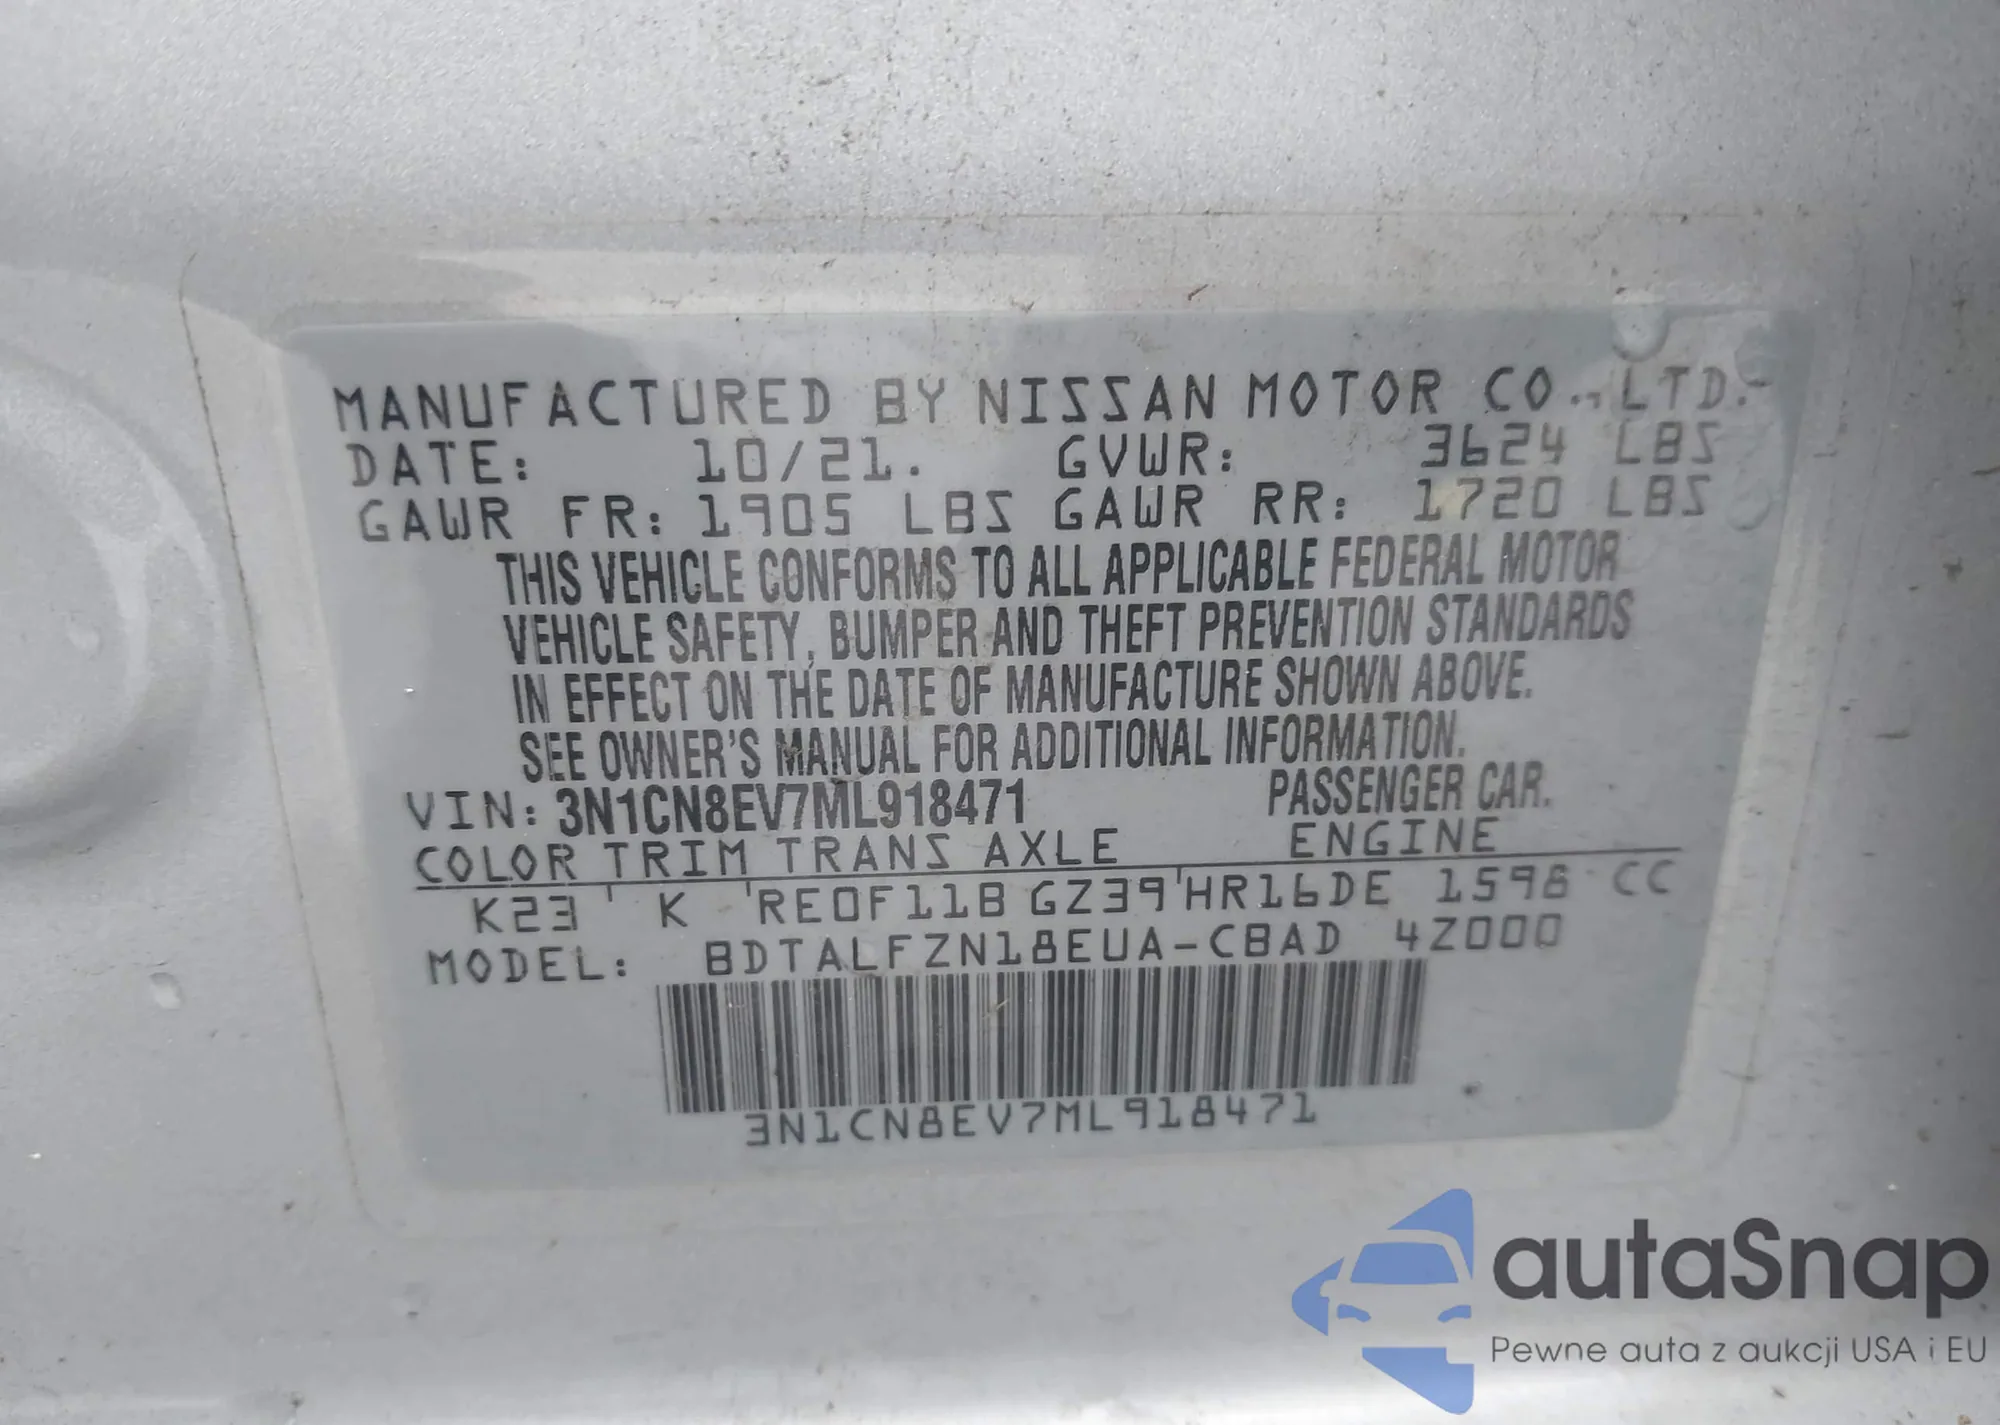 MANUFACTURED BY NISSAN MOTOR CO., LTD.
DATE: 10/21. GVWR: 3624 LBS
GAWR FR: 1905 LBS GAWR RR: 1720 LBS
THIS VEHICLE CONFORMS TO ALL APPLICABLE FEDERAL MOTOR
VEHICLE SAFETY, BUMPER AND THEFT PREVENTION STANDARDS
IN EFFECT ON THE DATE OF MANUFACTURE SHOWN ABOVE.
SEE OWNER'S MANUAL FOR ADDITIONAL INFORMATION.
VIN: 3N1CN8EV7ML918471 PASSENGER CAR.
COLOR TRIM TRANS AXLE ENGINE
K23 K RE0F11B GZ39 HR16DE 1598 CC
MODEL: BDTALFZN18EUA-CBAD 4Z000
3N1CN8EV7ML918471
autaSnap
Pewne auta z aukcji USA i EU